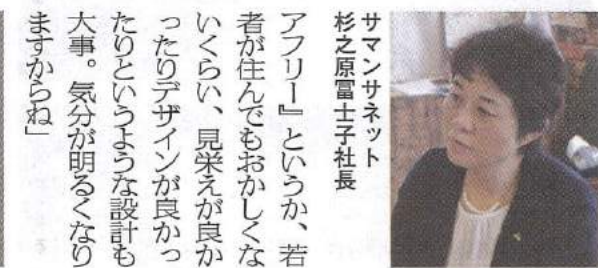 サマンサネット
杉之原冨士子社長
アフリー』というか、若
者が住んでもおかしくな
いくらい、見栄えが良か
ったりデザインが良かっ
たりというような設計も
大事。気分が明るくなり
ますからね」